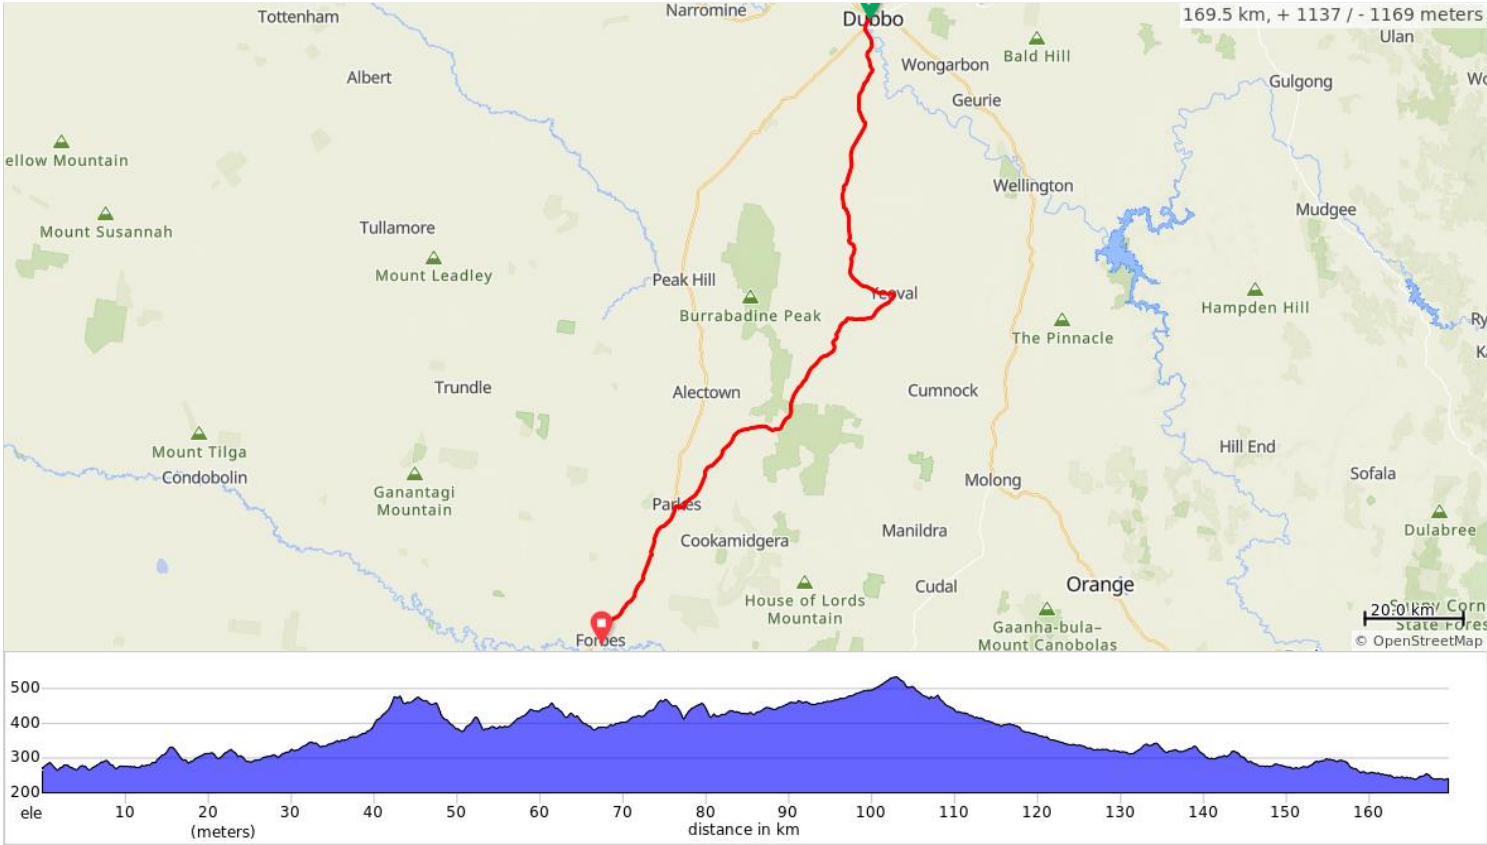 Tottenham
Narromine
Dubbo
169.5 km, + 1137 / - 1169 meters
Ulan
Bald Hill
Wongarbon
Albert
Gulgong
Geurie
ellow Mountain
Wellington
Mudgee
Mount Susannah
Tullamore
Mount Leadley
Peak Hill
Yeoval
Burrabadine Peak
Hampden Hill
The Pinnacle
Trundle
Alectown
Cumnock
Mount Tilga
Condobolin
Hill End
Sofala
Molong
Ganantagi
Mountain
Parkes
Cookamidgera
Manildra
Dulabree
Cudal
Orange
House of Lords
Mountain
20.0 km
Gaanha-bula–
Mount Canobolas
State Fores
Forbes
© OpenStreetMap
500
400
300
200
ele
10 20 30 40 50 60 70 80 90 100 110 120 130 140 150 160
(meters)
distance in km